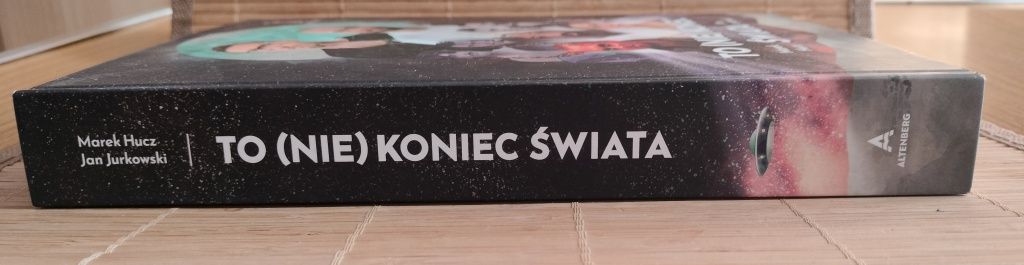 Marek Hucz
Jan Jurkowski
TO (NIE) KONIEC ŚWIATA
ALTENBERG